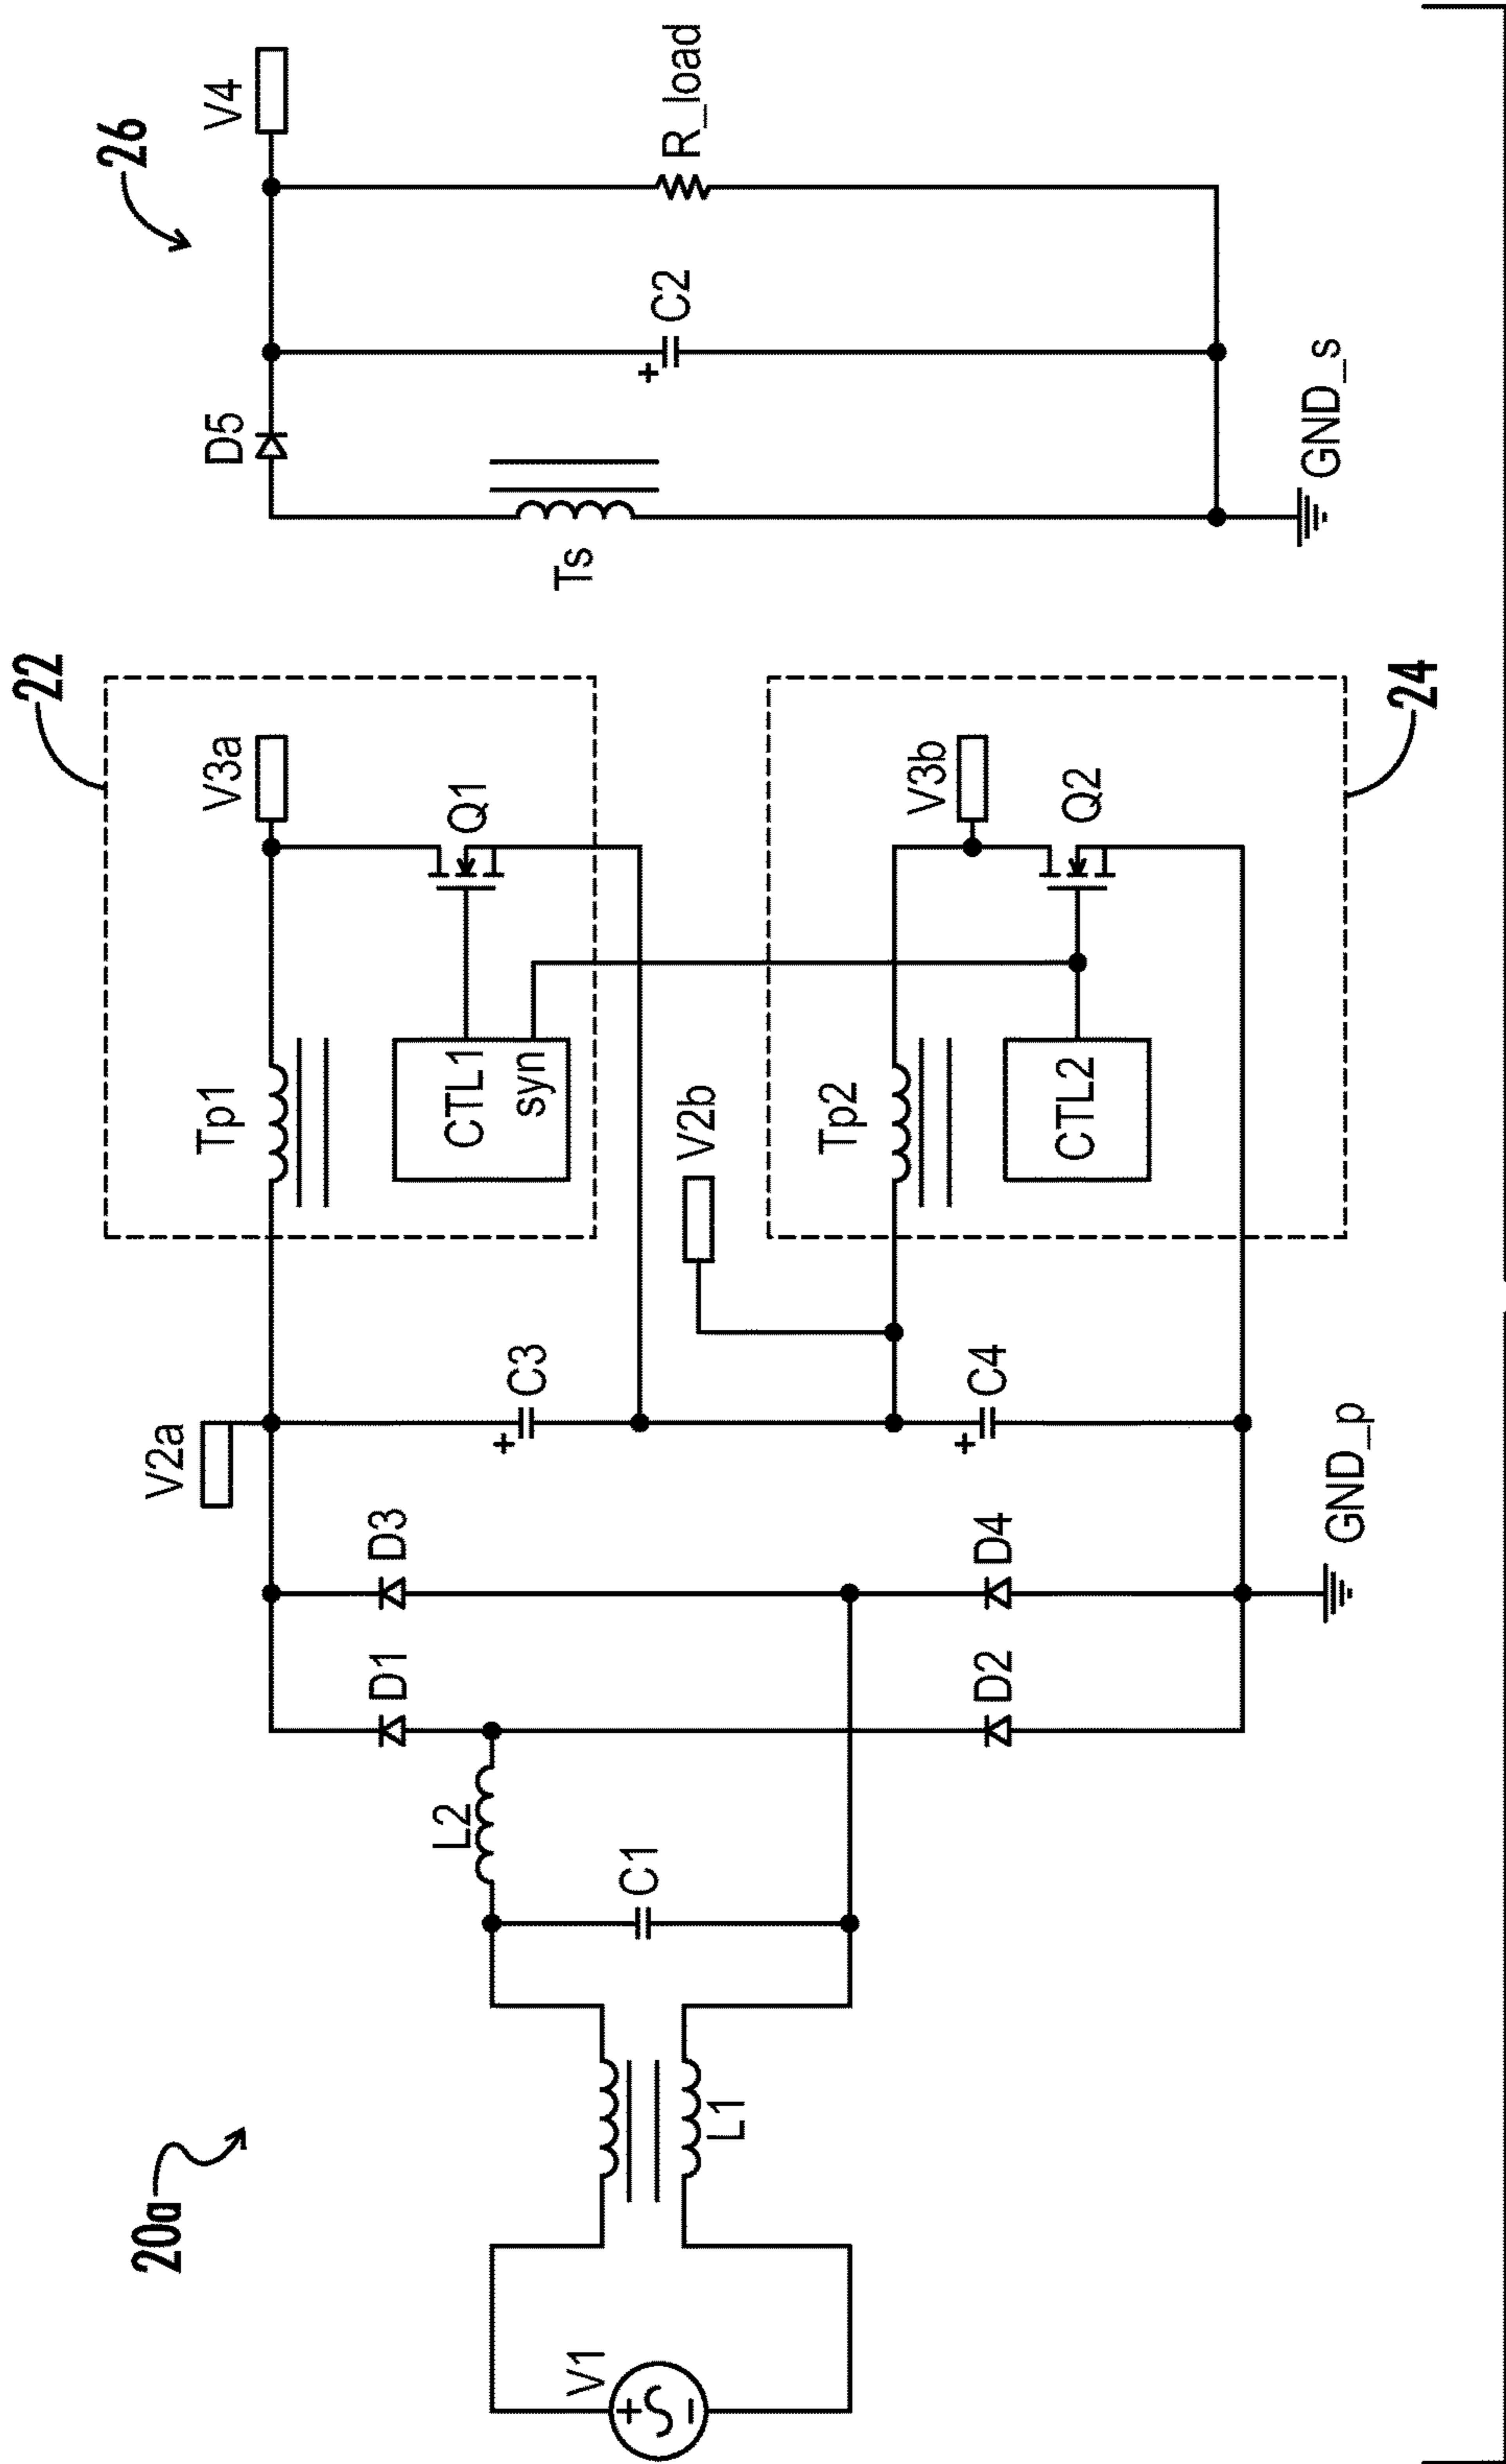 20a
V1
L1
C1
L2
D1
D2
D3
D4
GND_p
V2a
C3
C4
V2b
22
Tp1
CTL1
syn
V3a
Q1
24
Tp2
CTL2
V3b
Q2
26
Ts
D5
C2
GND_s
V4
R_load